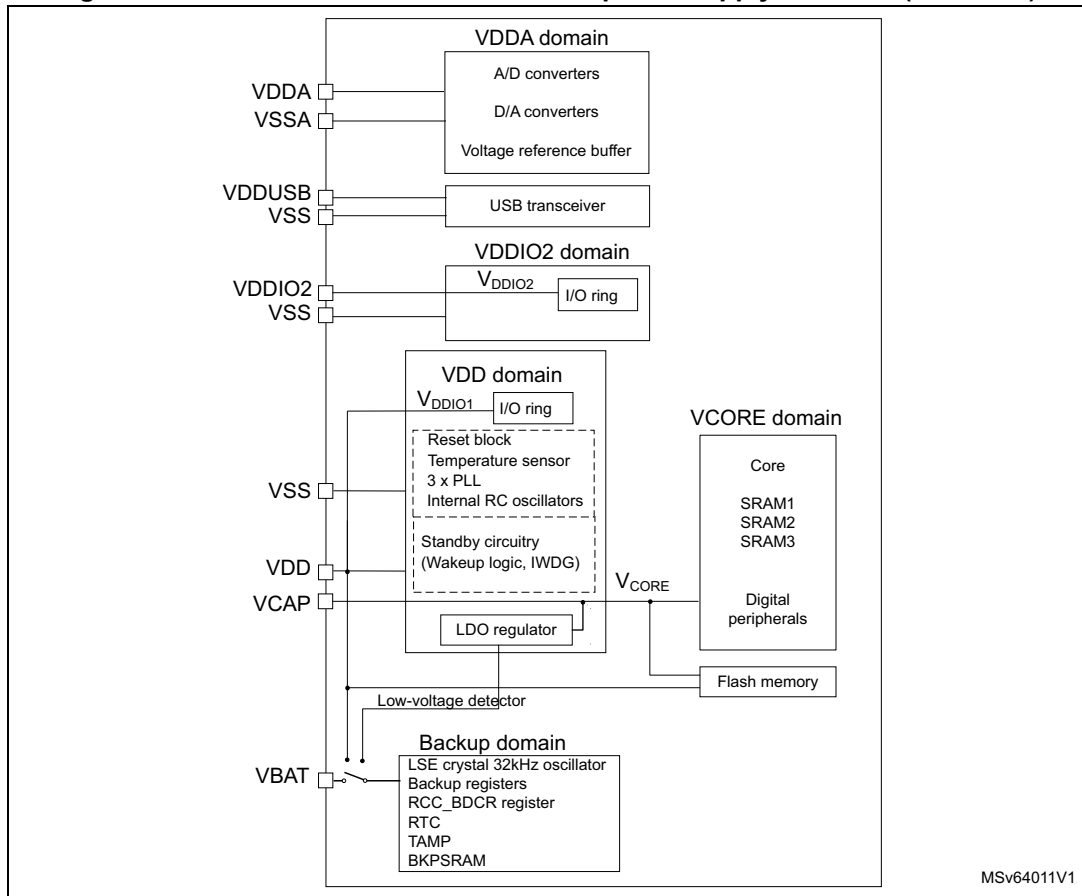 VDDA domain
A/D converters
VDDA
D/A converters
VSSA
Voltage reference buffer
VDDUSB
USB transceiver
VSS
VDDIO2 domain
VDDIO2
VDDIO2
I/O ring
VSS
VDD domain
VDDIO1
I/O ring
VCORE domain
Reset block
Temperature sensor
3 x PLL
Internal RC oscillators
VSS
Core
SRAM1
SRAM2
SRAM3
Standby circuitry
(Wakeup logic, IWDG)
VDD
VCORE
VCAP
Digital
peripherals
LDO regulator
Flash memory
Low-voltage detector
Backup domain
VBAT
LSE crystal 32kHz oscillator
Backup registers
RCC_BDCR register
RTC
TAMP
BKPSRAM
MSv64011V1